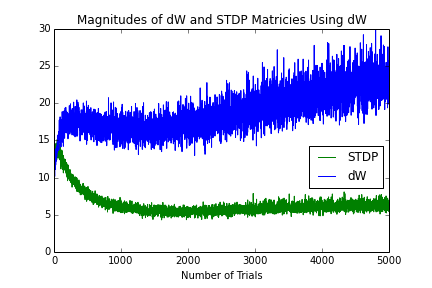 Magnitudes of dW and STDP Matricies Using dW
30
25
20
15
10
5
0
STDP
dW
0 1000 2000 3000 4000 5000
Number of Trials